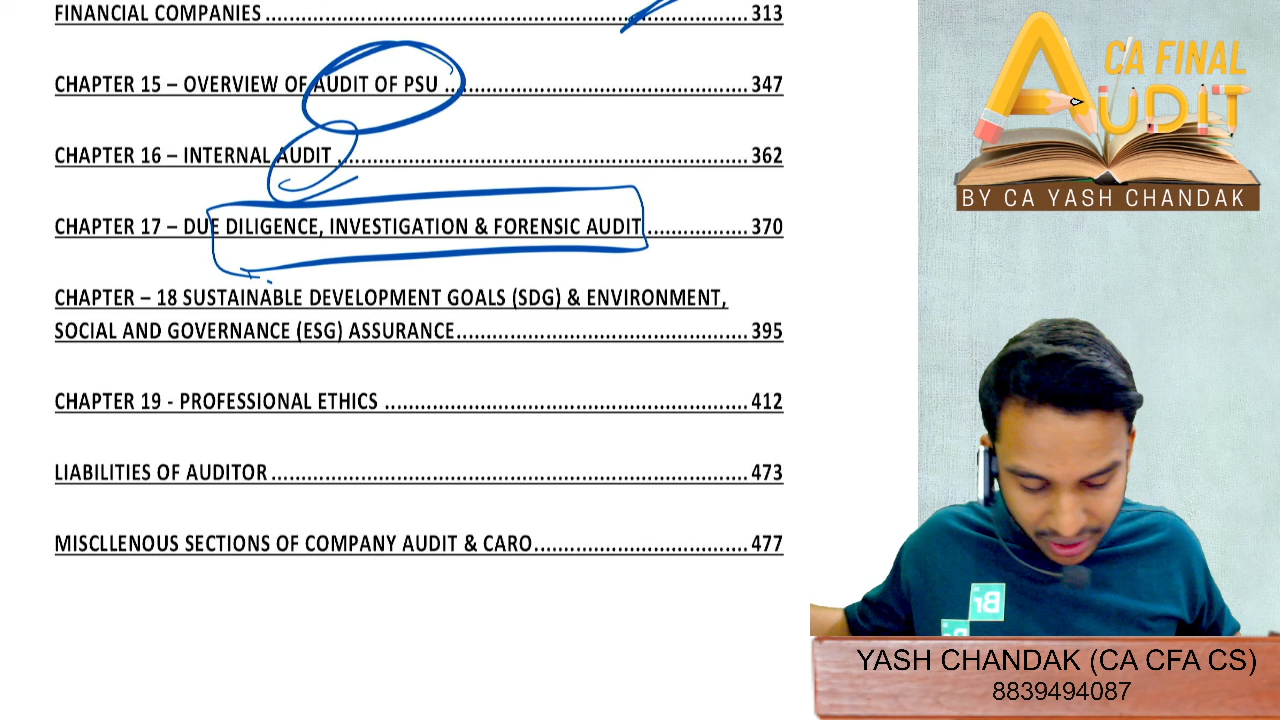 FINANCIAL COMPANIES 313
CHAPTER 15 – OVERVIEW OF AUDIT OF PSU 347
CHAPTER 16 – INTERNAL AUDIT 362
CHAPTER 17 – DUE DILIGENCE, INVESTIGATION & FORENSIC AUDIT 370
CHAPTER – 18 SUSTAINABLE DEVELOPMENT GOALS (SDG) & ENVIRONMENT,
SOCIAL AND GOVERNANCE (ESG) ASSURANCE 395
CHAPTER 19 - PROFESSIONAL ETHICS 412
LIABILITIES OF AUDITOR 473
MISCLLENOUS SECTIONS OF COMPANY AUDIT & CARO 477
CA FINAL
AUDIT
BY CA YASH CHANDAK
Br
YASH CHANDAK (CA CFA CS)
8839494087